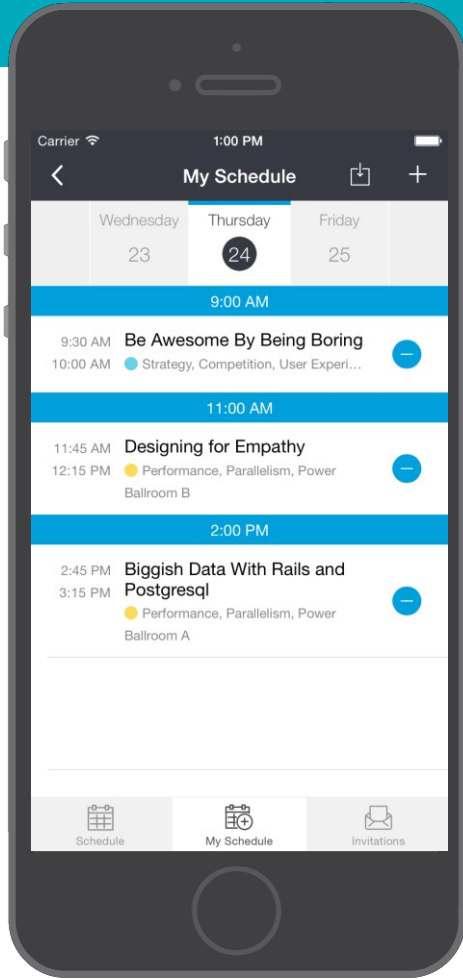 Carrier 1:00 PM
My Schedule
Wednesday Thursday Friday
23 24 25
9:00 AM
9:30 AM Be Awesome By Being Boring
10:00 AM Strategy, Competition, User Experi...
11:00 AM
11:45 AM Designing for Empathy
12:15 PM Performance, Parallelism, Power
Ballroom B
2:00 PM
2:45 PM Biggish Data With Rails and
3:15 PM Postgresql
Performance, Parallelism, Power
Ballroom A
Schedule My Schedule Invitations